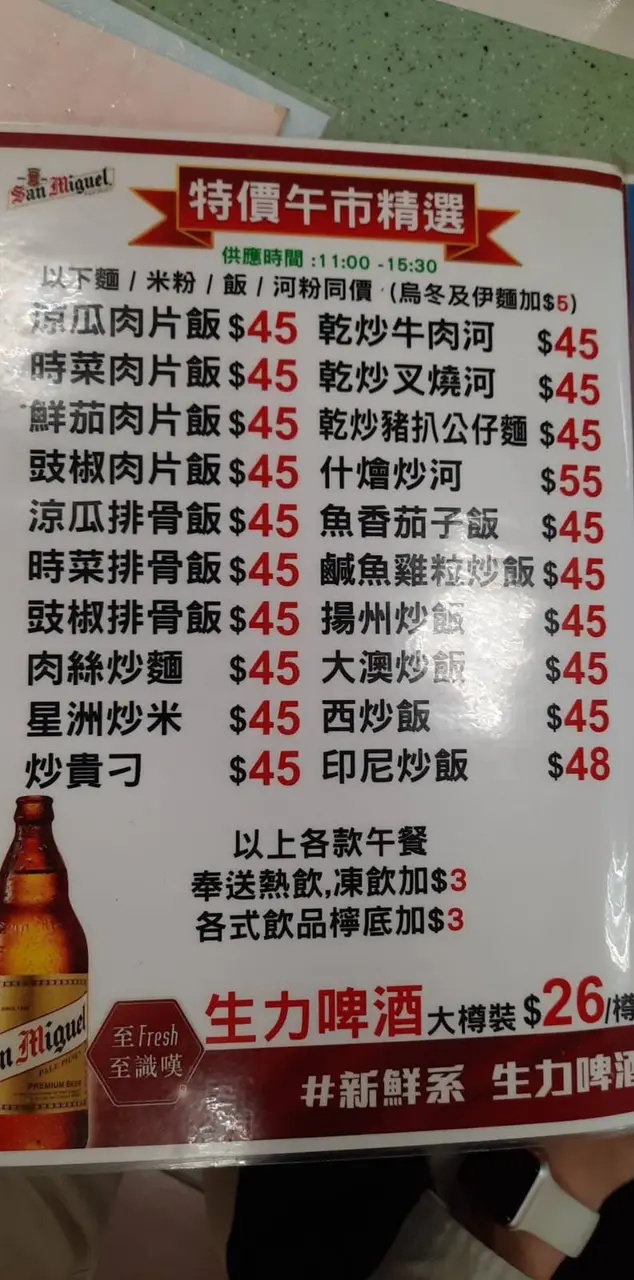 San Miguel
特價午市精選
供應時間 :11:00 -15:30
以下麵 / 米粉 / 飯 / 河粉同價 (烏冬及伊麵加$5)
涼瓜肉片飯 $45 乾炒牛肉河 $45
時菜肉片飯 $45 乾炒叉燒河 $45
鮮茄肉片飯 $45 乾炒豬扒公仔麵 $45
豉椒肉片飯 $45 什燴炒河 $55
涼瓜排骨飯 $45 魚香茄子飯 $45
時菜排骨飯 $45 鹹魚雞粒炒飯 $45
豉椒排骨飯 $45 揚州炒飯 $45
肉絲炒麵 $45 大澳炒飯 $45
星洲炒米 $45 西炒飯 $45
炒貴刁 $45 印尼炒飯 $48
以上各款午餐
奉送熱飲,凍飲加$3
各式飲品檸底加$3
生力啤酒 大樽裝 $26/樽
n Miguel
PALE PILSEN
PREMIUM BEER
至Fresh
至識嘆
#新鮮系 生力啤酒